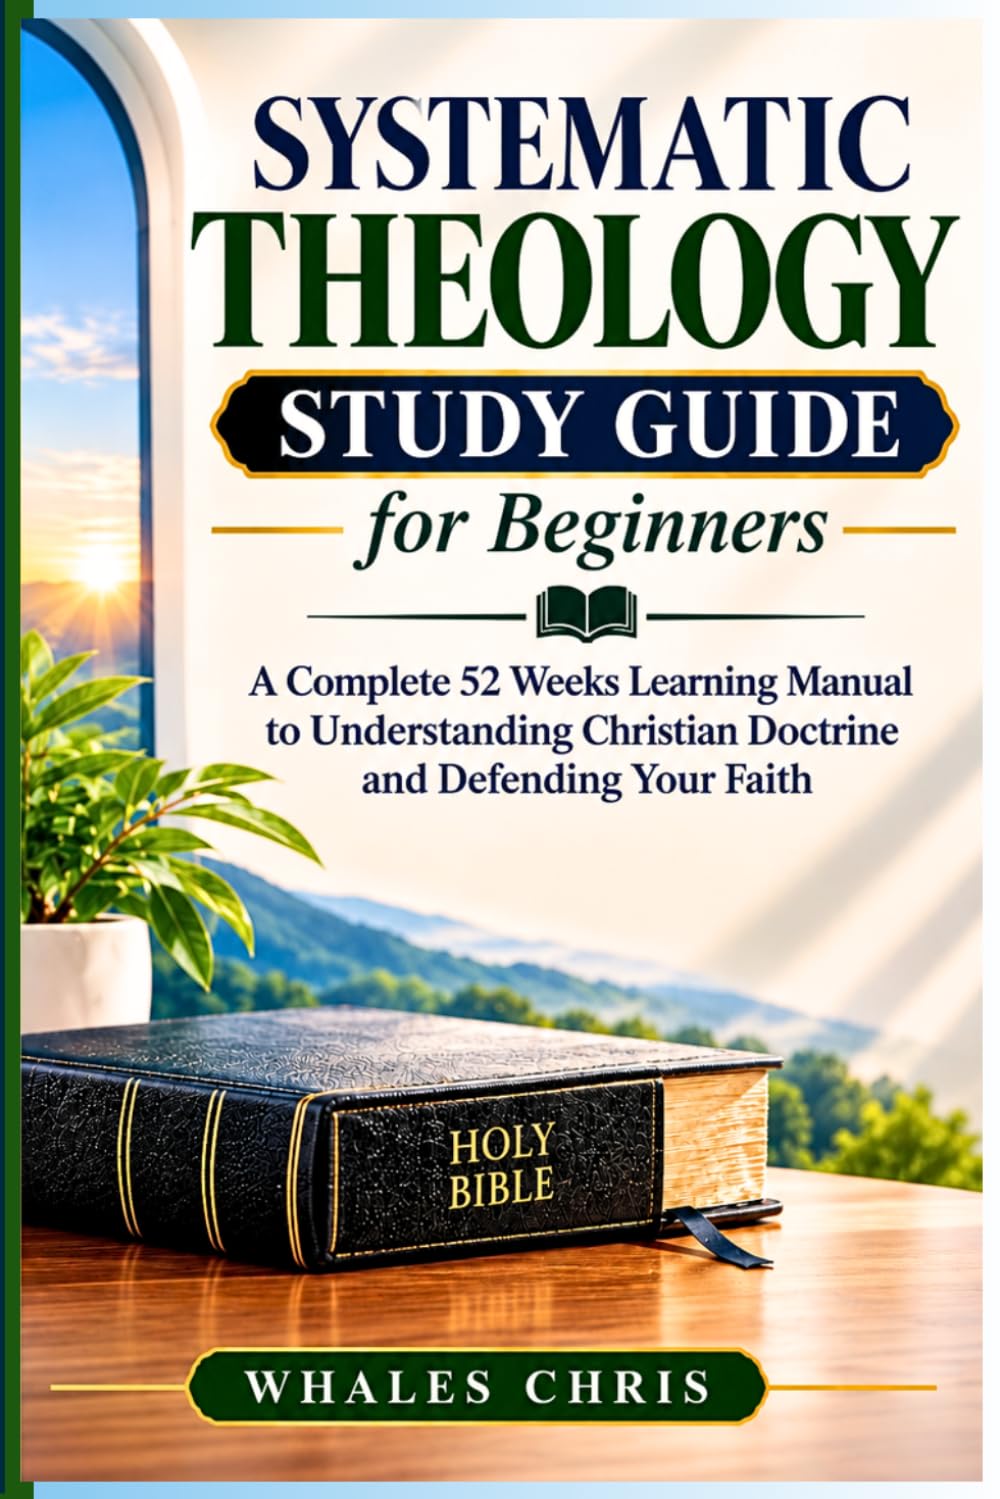 SYSTEMATIC
THEOLOGY
STUDY GUIDE
for Beginners
A Complete 52 Weeks Learning Manual
to Understanding Christian Doctrine
and Defending Your Faith
HOLY
BIBLE
WHALES CHRIS